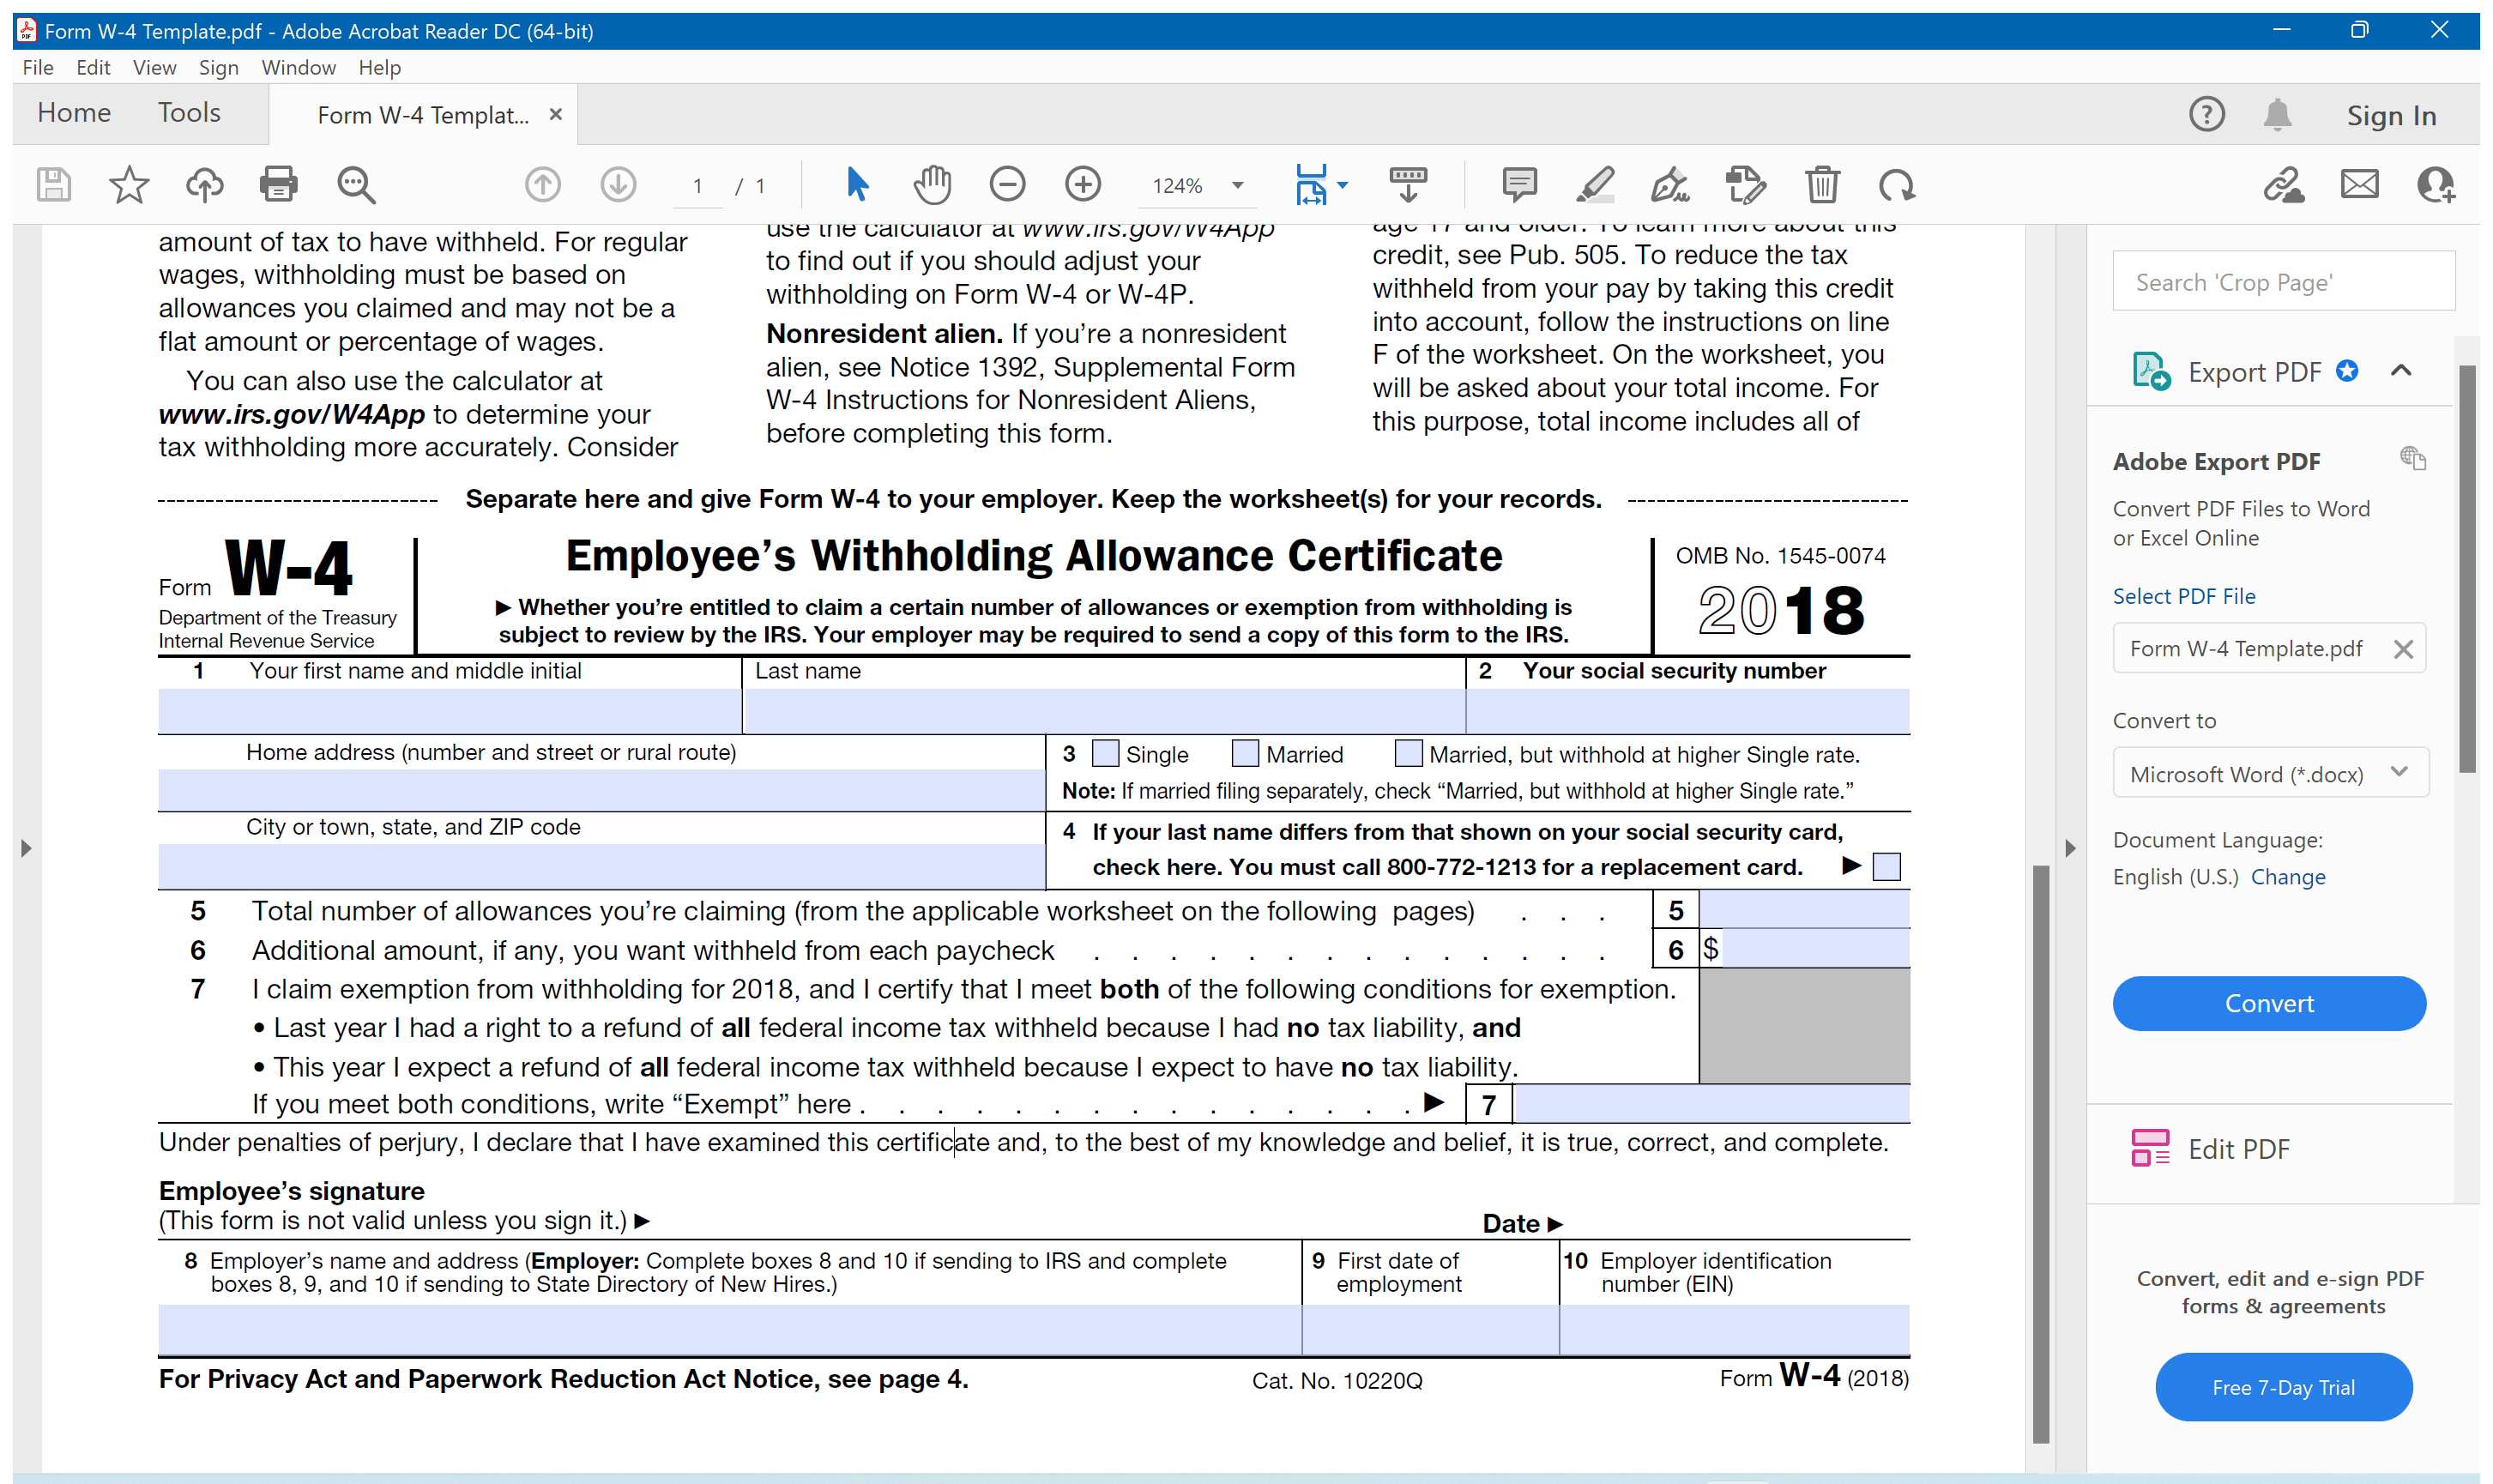 Form W-4 Template.pdf - Adobe Acrobat Reader DC (64-bit)
File Edit View Sign Window Help
Home Tools Form W-4 Templat... Sign In
1 / 1 124%
amount of tax to have withheld. For regular
wages, withholding must be based on
allowances you claimed and may not be a
flat amount or percentage of wages.
You can also use the calculator at
www.irs.gov/W4App to determine your
tax withholding more accurately. Consider
use the calculator at www.irs.gov/W4App
to find out if you should adjust your
withholding on Form W-4 or W-4P.
Nonresident alien. If you’re a nonresident
alien, see Notice 1392, Supplemental Form
W-4 Instructions for Nonresident Aliens,
before completing this form.
age 17 and older. To learn more about this
credit, see Pub. 505. To reduce the tax
withheld from your pay by taking this credit
into account, follow the instructions on line
F of the worksheet. On the worksheet, you
will be asked about your total income. For
this purpose, total income includes all of
Separate here and give Form W-4 to your employer. Keep the worksheet(s) for your records.
Form W-4
Department of the Treasury
Internal Revenue Service
Employee’s Withholding Allowance Certificate
▶ Whether you’re entitled to claim a certain number of allowances or exemption from withholding is
subject to review by the IRS. Your employer may be required to send a copy of this form to the IRS.
OMB No. 1545-0074
2018
1 Your first name and middle initial
Last name
2 Your social security number
Home address (number and street or rural route)
3 Single Married Married, but withhold at higher Single rate.
Note: If married filing separately, check “Married, but withhold at higher Single rate.”
City or town, state, and ZIP code
4 If your last name differs from that shown on your social security card,
check here. You must call 800-772-1213 for a replacement card. ▶
5 Total number of allowances you’re claiming (from the applicable worksheet on the following pages) . . . 5
6 Additional amount, if any, you want withheld from each paycheck . . . . . . . . . . . . . . 6 $
7 I claim exemption from withholding for 2018, and I certify that I meet both of the following conditions for exemption.
• Last year I had a right to a refund of all federal income tax withheld because I had no tax liability, and
• This year I expect a refund of all federal income tax withheld because I expect to have no tax liability.
If you meet both conditions, write “Exempt” here . . . . . . . . . . . . . . . ▶ 7
Under penalties of perjury, I declare that I have examined this certificate and, to the best of my knowledge and belief, it is true, correct, and complete.
Employee’s signature
(This form is not valid unless you sign it.) ▶
Date ▶
8 Employer’s name and address (Employer: Complete boxes 8 and 10 if sending to IRS and complete
boxes 8, 9, and 10 if sending to State Directory of New Hires.)
9 First date of
employment
10 Employer identification
number (EIN)
For Privacy Act and Paperwork Reduction Act Notice, see page 4.
Cat. No. 10220Q
Form W-4 (2018)
Search 'Crop Page'
Export PDF
Adobe Export PDF
Convert PDF Files to Word
or Excel Online
Select PDF File
Form W-4 Template.pdf
Convert to
Microsoft Word (*.docx)
Document Language:
English (U.S.) Change
Convert
Edit PDF
Convert, edit and e-sign PDF
forms & agreements
Free 7-Day Trial